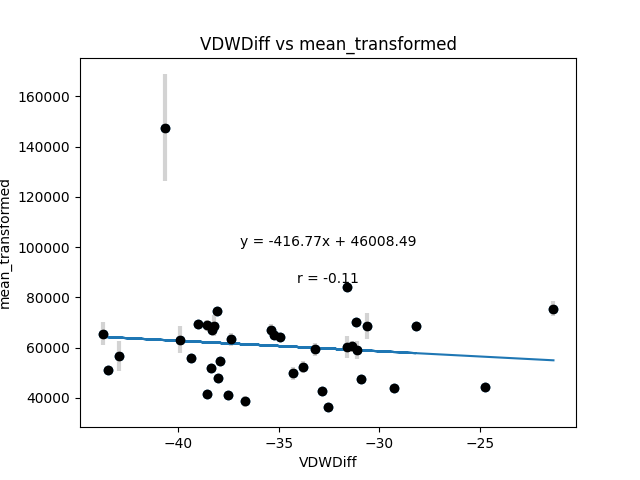 VDWDiff vs mean_transformed
160000
140000
120000
100000
80000
60000
40000
mean_transformed
y = -416.77x + 46008.49
r = -0.11
−40
−35
−30
−25
VDWDiff